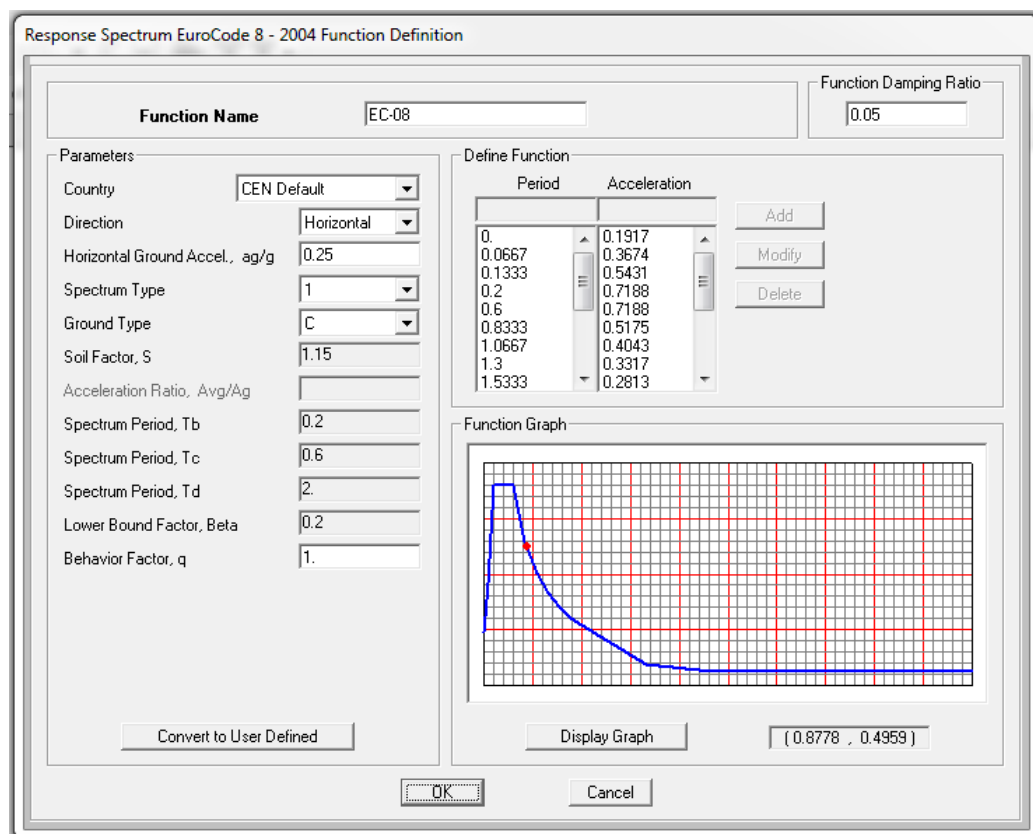 Response Spectrum EuroCode 8 - 2004 Function Definition
Function Name
EC-08
Function Damping Ratio
0.05
Parameters
Country CEN Default
Direction Horizontal
Horizontal Ground Accel., ag/g 0.25
Spectrum Type 1
Ground Type C
Soil Factor, S 1.15
Acceleration Ratio, Avg/Ag
Spectrum Period, Tb 0.2
Spectrum Period, Tc 0.6
Spectrum Period, Td 2.
Lower Bound Factor, Beta 0.2
Behavior Factor, q 1.
Convert to User Defined
Define Function
Period Acceleration
0. 0.1917
0.0667 0.3674
0.1333 0.5431
0.2 0.7188
0.6 0.7188
0.8333 0.5175
1.0667 0.4043
1.3 0.3317
1.5333 0.2813
Add
Modify
Delete
Function Graph
Display Graph
(0.8778 , 0.4959)
OK
Cancel